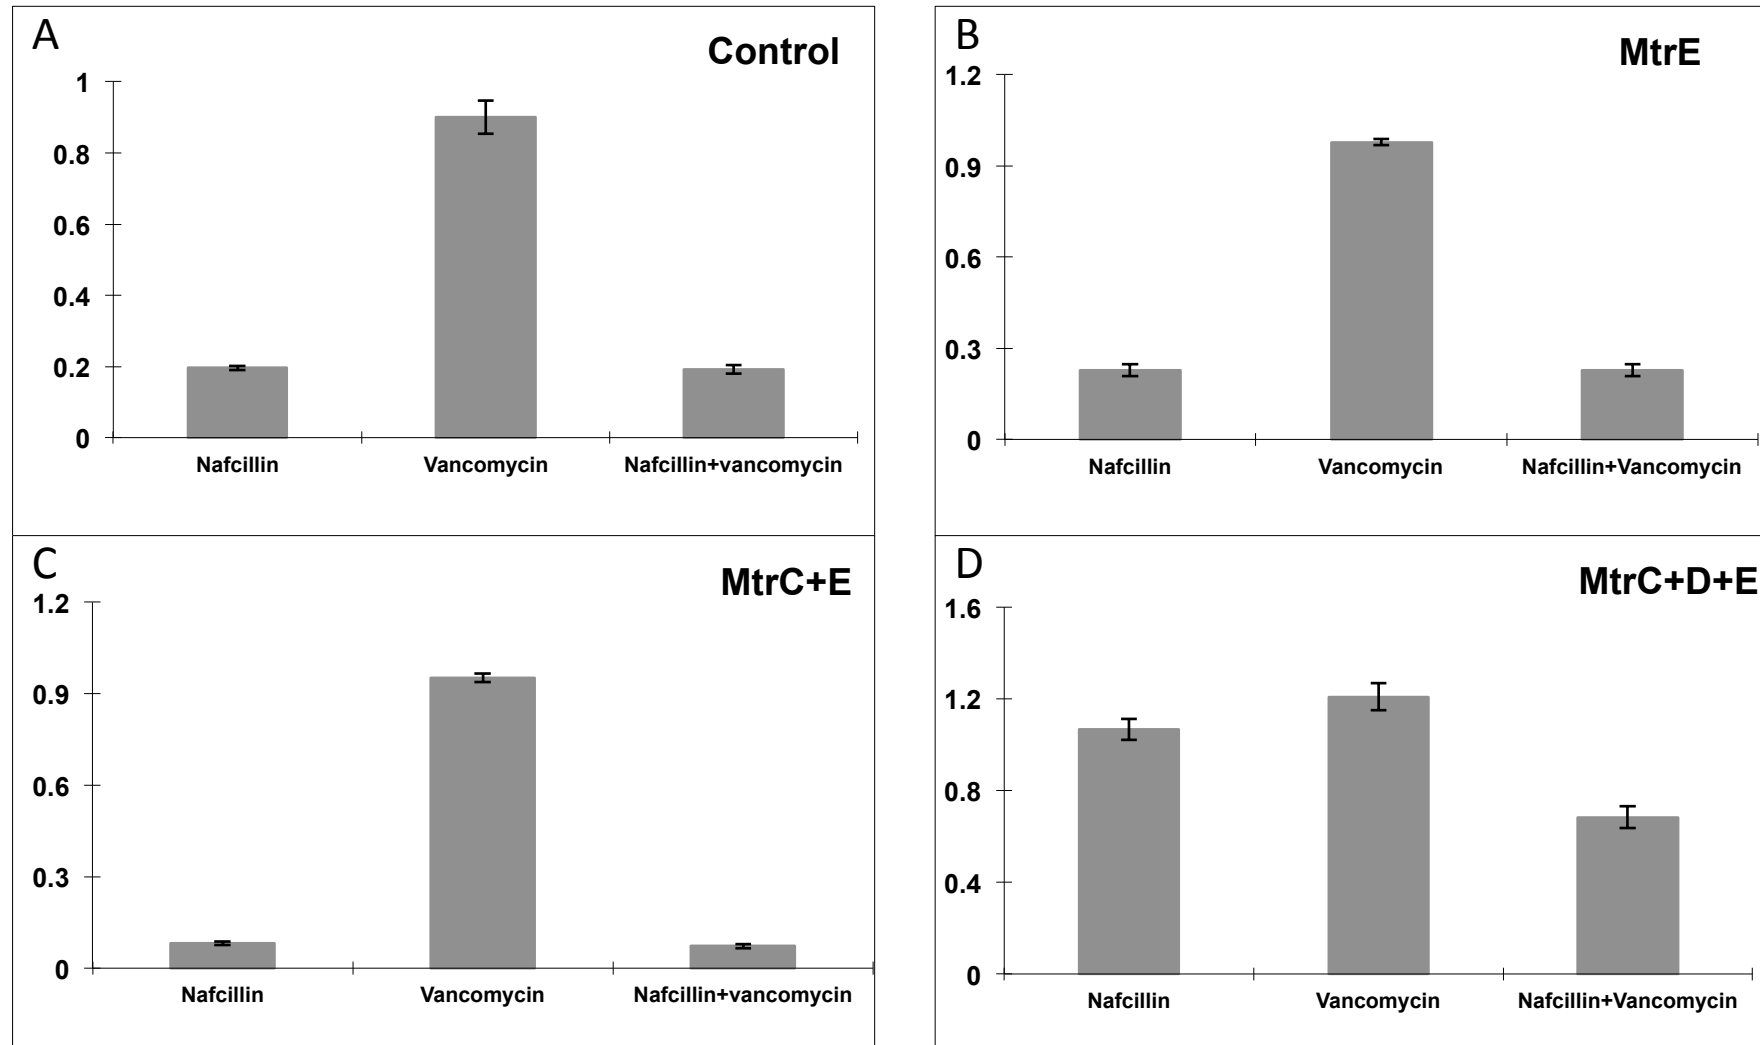 A
Control
1
0.8
0.6
0.4
0.2
0
Nafcillin Vancomycin Nafcillin+vancomycin
B
MtrE
1.2
0.9
0.6
0.3
0
Nafcillin Vancomycin Nafcillin+Vancomycin
C
MtrC+E
1.2
0.9
0.6
0.3
0
Nafcillin Vancomycin Nafcillin+vancomycin
D
MtrC+D+E
1.6
1.2
0.8
0.4
0
Nafcillin Vancomycin Nafcillin+Vancomycin